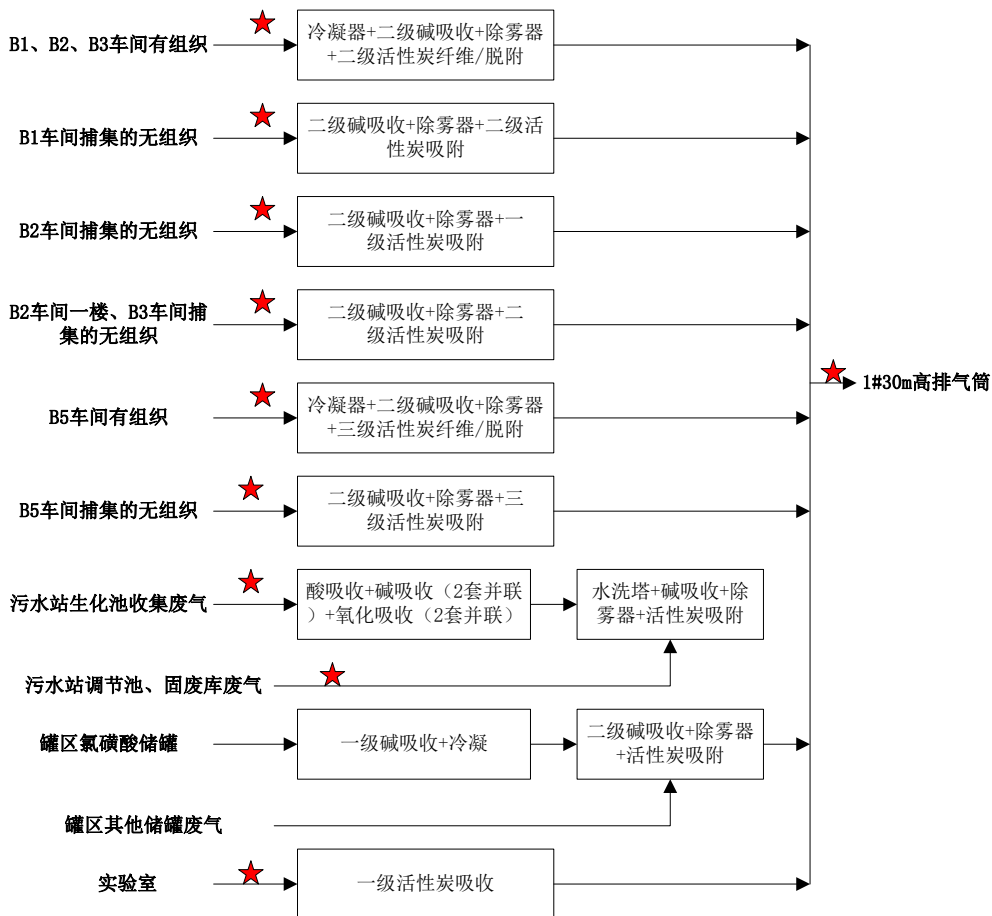 B1、B2、B3车间有组织
冷凝器+二级碱吸收+除雾器
+二级活性炭纤维/脱附
B1车间捕集的无组织
二级碱吸收+除雾器+二级活
性炭吸附
B2车间捕集的无组织
二级碱吸收+除雾器+一
级活性炭吸附
B2车间一楼、B3车间捕
集的无组织
二级碱吸收+除雾器+二
级活性炭吸附
1#30m高排气筒
B5车间有组织
冷凝器+二级碱吸收+除雾器
+三级活性炭纤维/脱附
B5车间捕集的无组织
二级碱吸收+除雾器+三
级活性炭吸附
污水站生化池收集废气
酸吸收+碱吸收（2套并联
）+氧化吸收（2套并联）
水洗塔+碱吸收+除
雾器+活性炭吸附
污水站调节池、固废库废气
罐区氯磺酸储罐
一级碱吸收+冷凝
二级碱吸收+除雾器
+活性炭吸附
罐区其他储罐废气
实验室
一级活性炭吸收